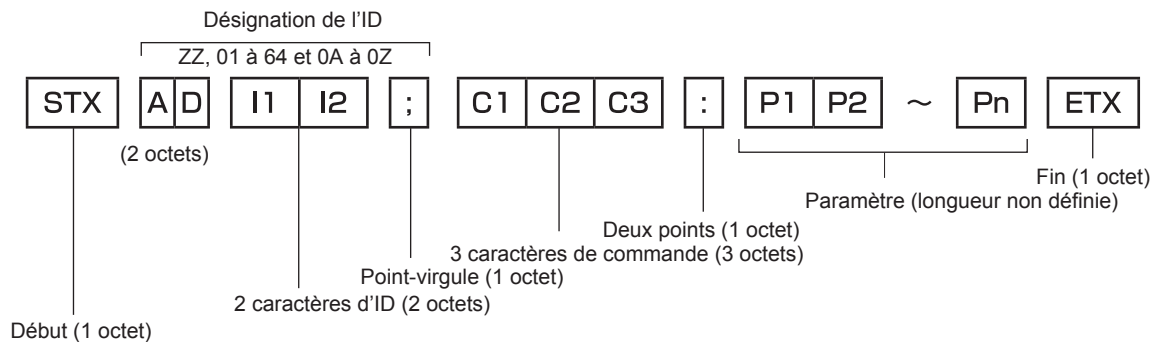 Désignation de l'ID
ZZ, 01 à 64 et 0A à 0Z
STX A D I1 I2 ; C1 C2 C3 : P1 P2 ～ Pn ETX
(2 octets)
Fin (1 octet)
Paramètre (longueur non définie)
Deux points (1 octet)
3 caractères de commande (3 octets)
Point-virgule (1 octet)
2 caractères d'ID (2 octets)
Début (1 octet)